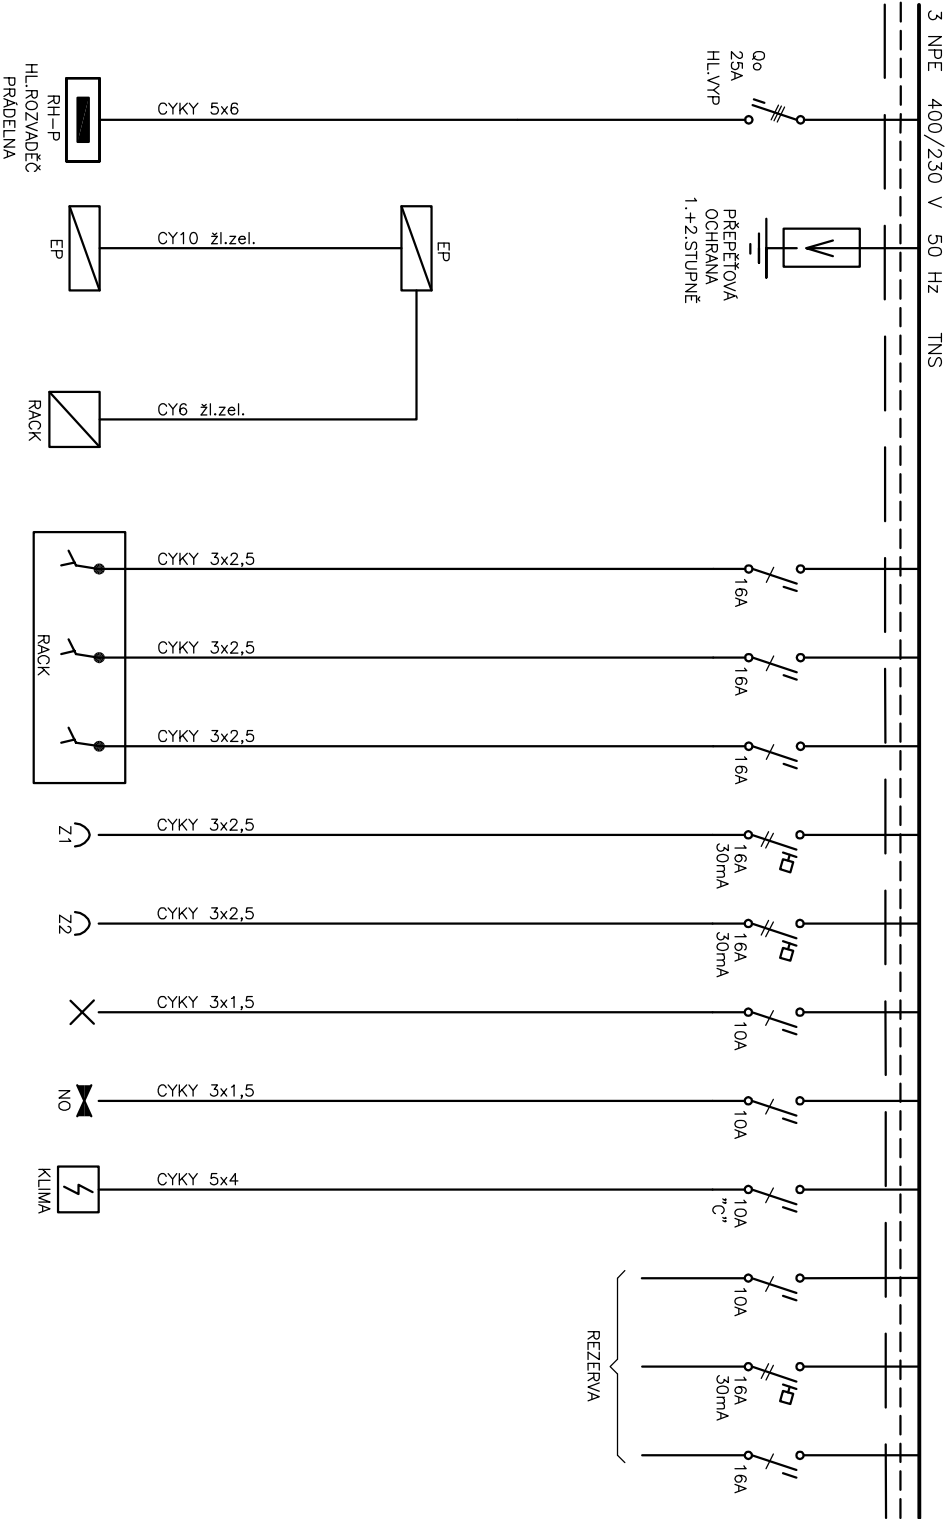 3 NPE 400/230 V 50 Hz TNS
Qo
25A
HL.VYP
PŘEPĚŤOVÁ
OCHRANA
1.+2.STUPNĚ
16A
16A
16A
16A
30mA
16A
30mA
10A
10A
10A
"C"
10A
16A
30mA
16A
REZERVA
EP
CYKY 5x6
CY10 žl.zel.
CY6 žl.zel.
CYKY 3x2,5
CYKY 3x2,5
CYKY 3x2,5
CYKY 3x2,5
CYKY 3x2,5
CYKY 3x1,5
CYKY 3x1,5
CYKY 5x4
RH-P
HL.ROZVADĚČ
PRÁDELNA
EP
RACK
RACK
Z1
Z2
NO
KLIMA